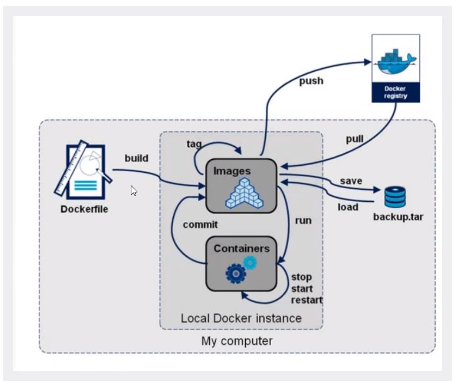 push
Docker
registry
pull
tag
build
Images
save
load
Dockerfile
backup.tar
commit
run
Containers
stop
start
restart
Local Docker instance
My computer